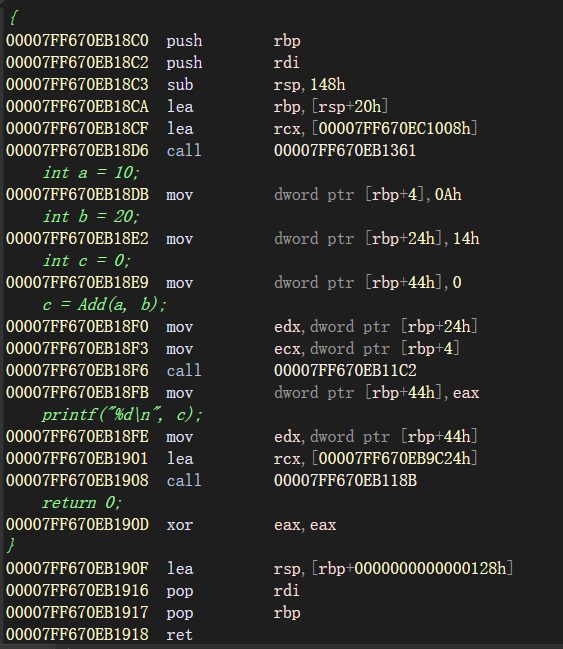 {
00007FF670EB18C0 push rbp
00007FF670EB18C2 push rdi
00007FF670EB18C3 sub rsp,148h
00007FF670EB18CA lea rbp,[rsp+20h]
00007FF670EB18CF lea rcx,[00007FF670EC1008h]
00007FF670EB18D6 call 00007FF670EB1361
int a = 10;
00007FF670EB18DB mov dword ptr [rbp+4],0Ah
int b = 20;
00007FF670EB18E2 mov dword ptr [rbp+24h],14h
int c = 0;
00007FF670EB18E9 mov dword ptr [rbp+44h],0
c = Add(a, b);
00007FF670EB18F0 mov edx,dword ptr [rbp+24h]
00007FF670EB18F3 mov ecx,dword ptr [rbp+4]
00007FF670EB18F6 call 00007FF670EB11C2
00007FF670EB18FB mov dword ptr [rbp+44h],eax
printf("%d\n", c);
00007FF670EB18FE mov edx,dword ptr [rbp+44h]
00007FF670EB1901 lea rcx,[00007FF670EB9C24h]
00007FF670EB1908 call 00007FF670EB118B
return 0;
00007FF670EB190D xor eax,eax
}
00007FF670EB190F lea rsp,[rbp+0000000000000128h]
00007FF670EB1916 pop rdi
00007FF670EB1917 pop rbp
00007FF670EB1918 ret